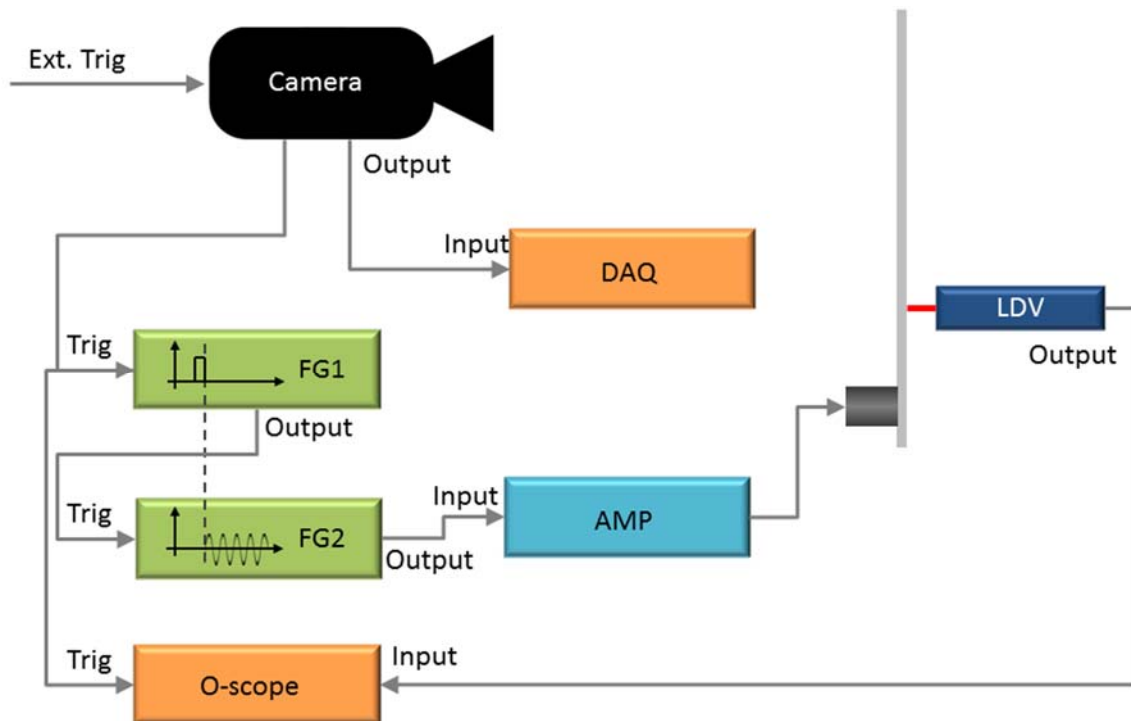 Ext. Trig
Camera
Output
Input
DAQ
LDV
Output
Trig
FG1
Output
Trig
FG2
Output
Input
AMP
Trig
O-scope
Input